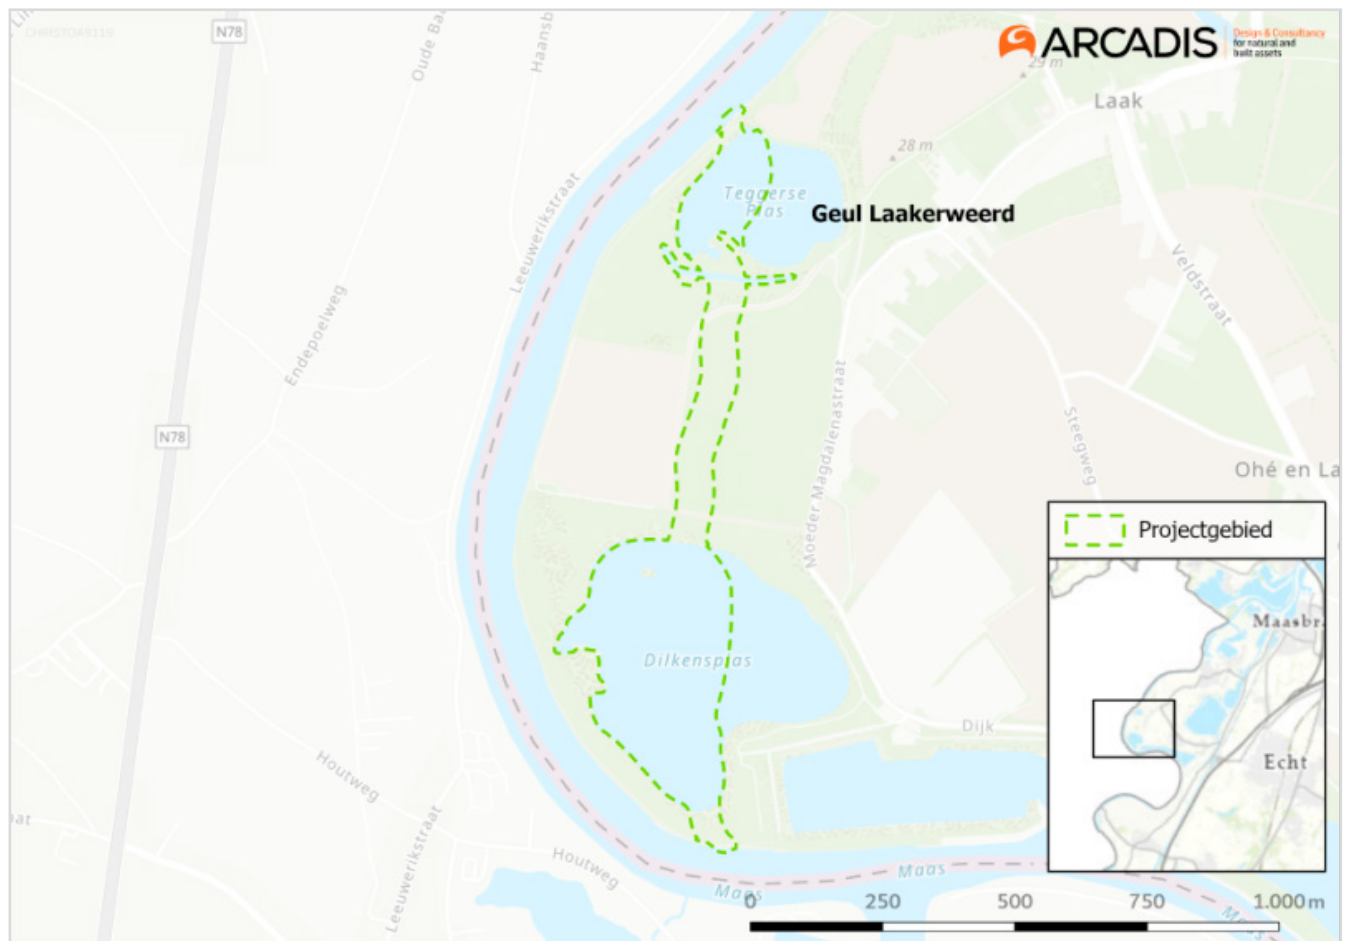 CHRISTOA9119
N78
Oude Ba
Haansb
ARCADIS
Design & Consultancy
for natural and
built assets
29 m
Laak
28 m
Leeuwerikstraat
Teggerse
Plas
Geul Laakerweerd
Veldstraat
Endepoelweg
N78
Moeder Magdalenastraat
Steegweg
Ohé en La
Projectgebied
Maasbr
Dilkensplas
Dijk
Echt
Houtweg
Leeuwerikstraat
Houtweg
Maas
Maas
Maas
0 250 500 750 1.000 m